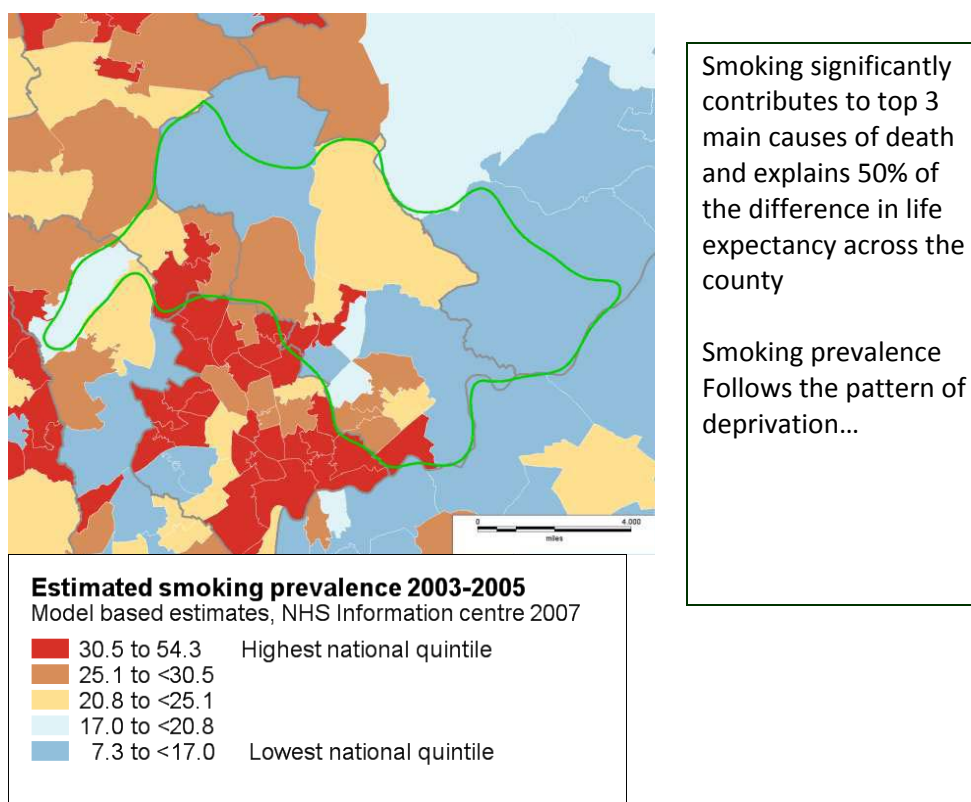 Smoking significantly
contributes to top 3
main causes of death
and explains 50% of
the difference in life
expectancy across the
county
Smoking prevalence
Follows the pattern of
deprivation…
0 4,000
miles
Estimated smoking prevalence 2003-2005
Model based estimates, NHS Information centre 2007
30.5 to 54.3 Highest national quintile
25.1 to <30.5
20.8 to <25.1
17.0 to <20.8
7.3 to <17.0 Lowest national quintile